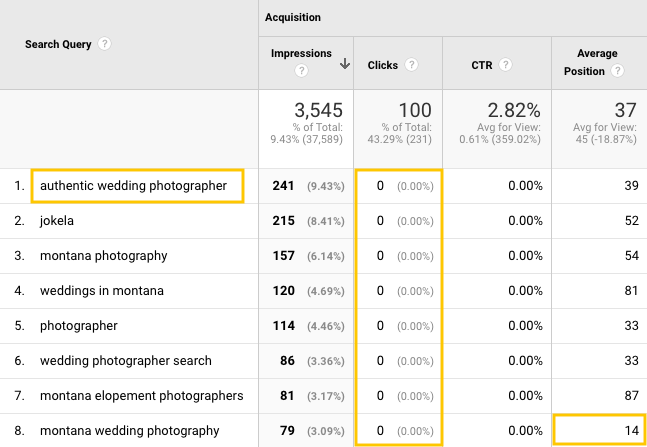 Acquisition
Search Query ?
Impressions ?
Clicks ?
CTR ?
Average Position ?
3,545 100 2.82% 37
% of Total: % of Total: Avg for View: Avg for View:
9.43% (37,589) 43.29% (231) 0.61% (359.02%) 45 (-18.87%)
1. authentic wedding photographer 241 (9.43%) 0 (0.00%) 0.00% 39
2. jokela 215 (8.41%) 0 (0.00%) 0.00% 52
3. montana photography 157 (6.14%) 0 (0.00%) 0.00% 54
4. weddings in montana 120 (4.69%) 0 (0.00%) 0.00% 81
5. photographer 114 (4.46%) 0 (0.00%) 0.00% 33
6. wedding photographer search 86 (3.36%) 0 (0.00%) 0.00% 33
7. montana elopement photographers 81 (3.17%) 0 (0.00%) 0.00% 87
8. montana wedding photography 79 (3.09%) 0 (0.00%) 0.00% 14